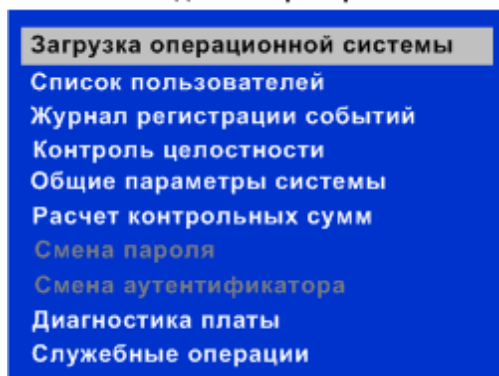 Загрузка операционной системы
Список пользователей
Журнал регистрации событий
Контроль целостности
Общие параметры системы
Расчет контрольных сумм
Смена пароля
Смена аутентификатора
Диагностика платы
Служебные операции